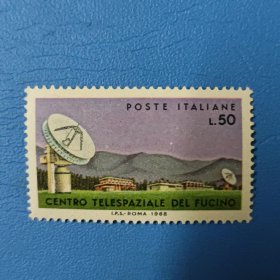 POSTE ITALIANE
L.50
CENTRO TELESPAZIALE DEL FUCINO
I.P.S.-ROMA 1968